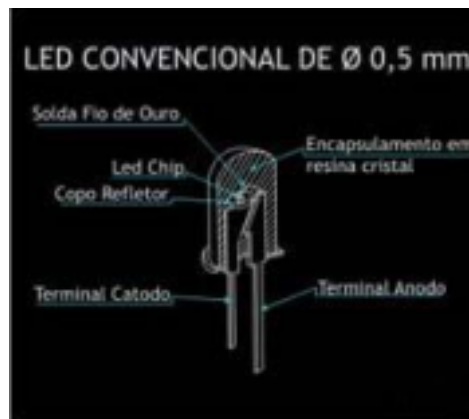 LED CONVENCIONAL DE Ø 0,5 mm
Solda Fio de Ouro
Encapsulamento em
resina cristal
Led Chip
Copo Refletor
Terminal Catodo
Terminal Anodo